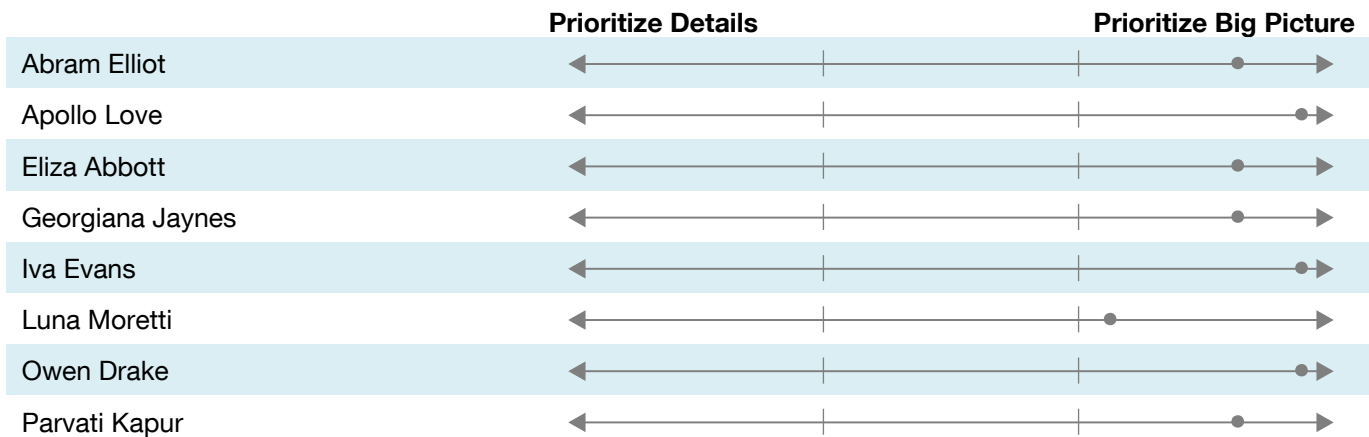 Prioritize Details Prioritize Big Picture
Abram Elliot
Apollo Love
Eliza Abbott
Georgiana Jaynes
Iva Evans
Luna Moretti
Owen Drake
Parvati Kapur